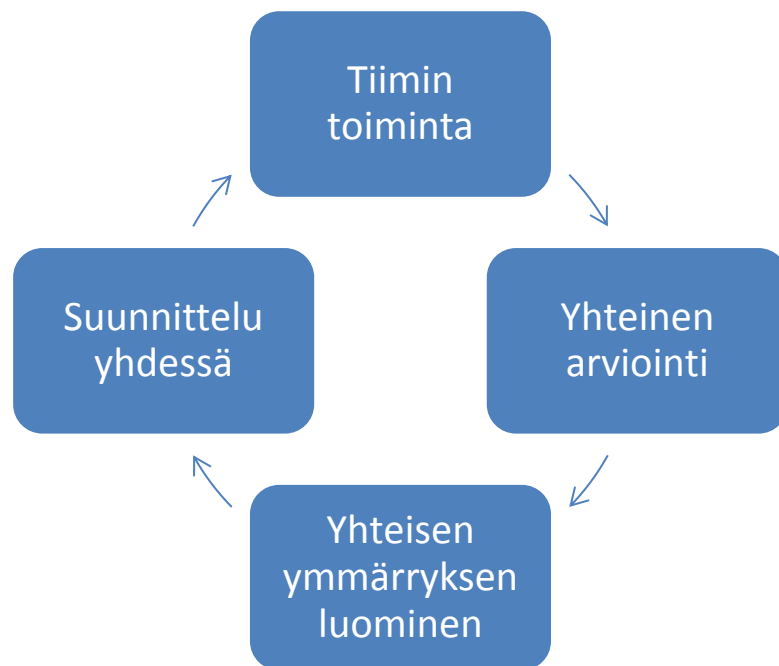 Tiimin
toiminta
Suunnittelu
yhdessä
Yhteinen
arviointi
Yhteisen
ymmärryksen
luominen